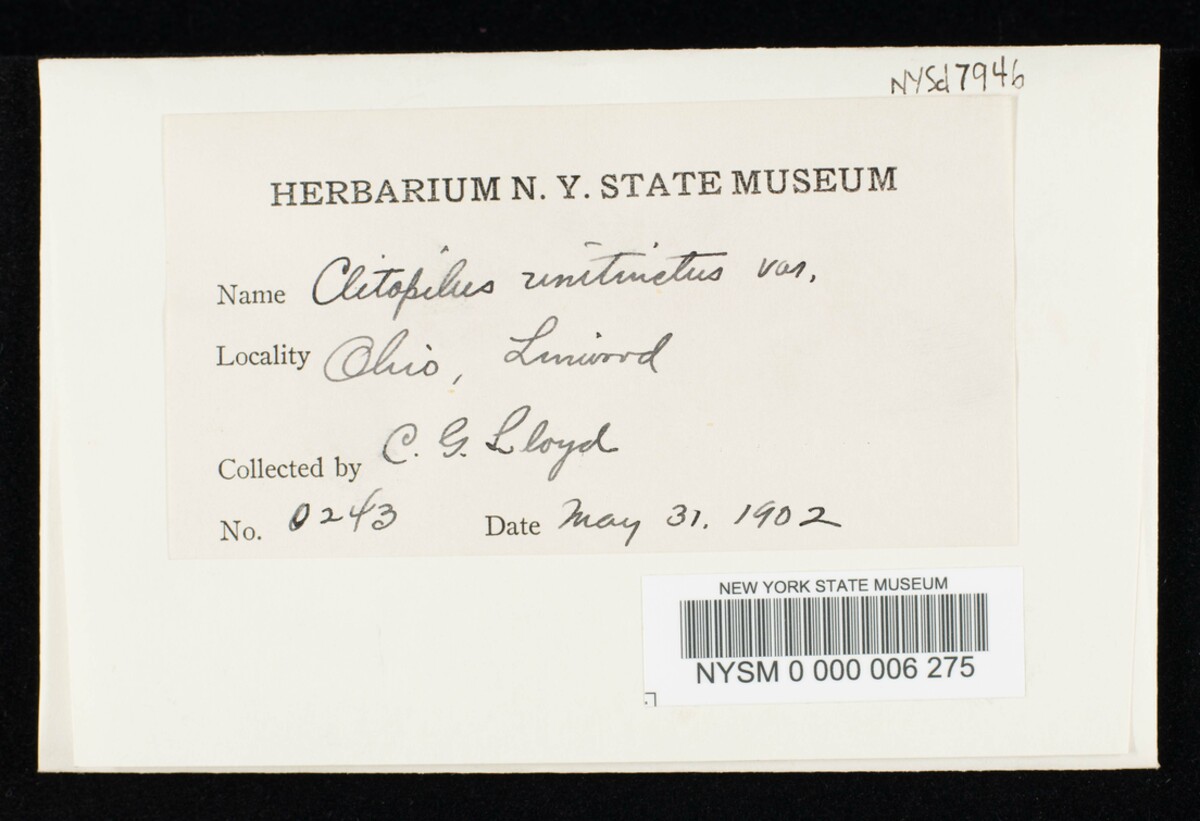 NYSd7946
HERBARIUM N. Y. STATE MUSEUM
Name Clitopilus unitinctus var.
Locality Ohio, Linwood
Collected by C. G. Lloyd
No. 0243 Date May 31. 1902
NEW YORK STATE MUSEUM
NYSM 0 000 006 275